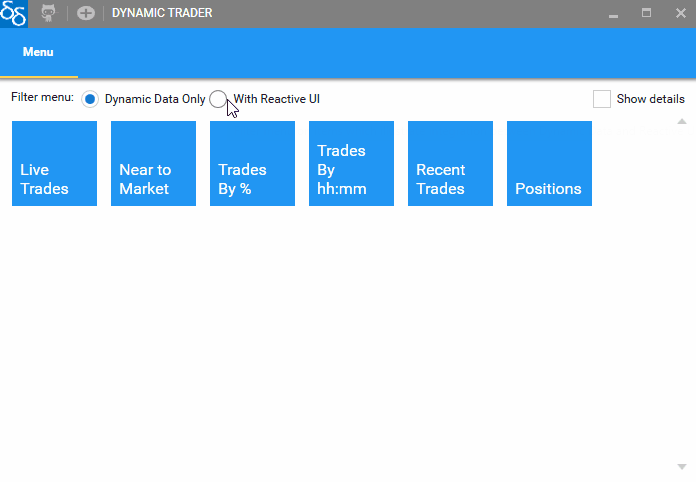 DYNAMIC TRADER
Menu
Filter menu: Dynamic Data Only With Reactive UI Show details
Live
Trades
Near to
Market
Trades
By %
Trades
By
hh:mm
Recent
Trades
Positions